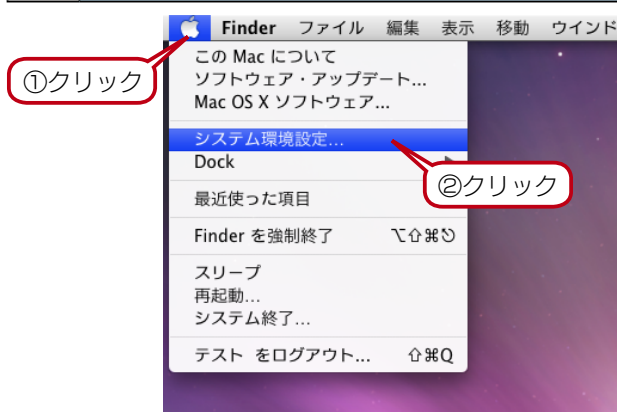 Finder ファイル 編集 表示 移動 ウインド
この Mac について
①クリック
ソフトウェア・アップデート...
Mac OS X ソフトウェア...
システム環境設定...
Dock
②クリック
最近使った項目
Finder を強制終了 ⌥⇧⌘⎋
スリープ
再起動...
システム終了...
テスト をログアウト... ⇧⌘Q